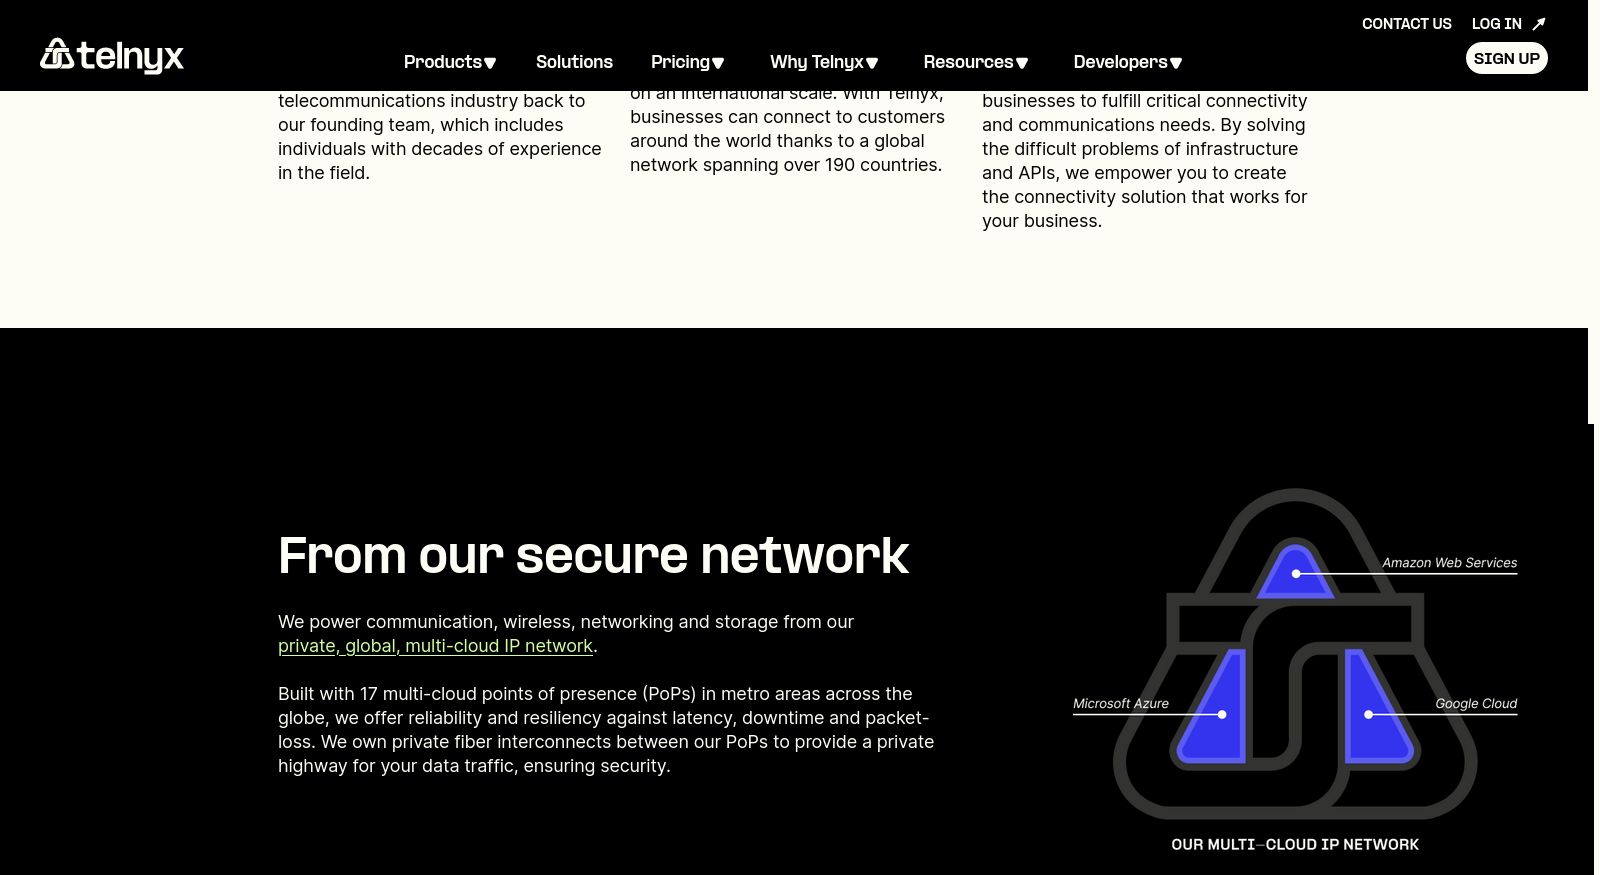 CONTACT US
LOG IN
telnyx
Products
Solutions
Pricing
Why Telnyx
Resources
Developers
SIGN UP
telecommunications industry back to
our founding team, which includes
individuals with decades of experience
in the field.
on an international scale. With Telnyx,
businesses can connect to customers
around the world thanks to a global
network spanning over 190 countries.
businesses to fulfill critical connectivity
and communications needs. By solving
the difficult problems of infrastructure
and APIs, we empower you to create
the connectivity solution that works for
your business.
From our secure network
We power communication, wireless, networking and storage from our
private, global, multi-cloud IP network.
Built with 17 multi-cloud points of presence (PoPs) in metro areas across the
globe, we offer reliability and resiliency against latency, downtime and packet-
loss. We own private fiber interconnects between our PoPs to provide a private
highway for your data traffic, ensuring security.
Amazon Web Services
Microsoft Azure
Google Cloud
OUR MULTI-CLOUD IP NETWORK